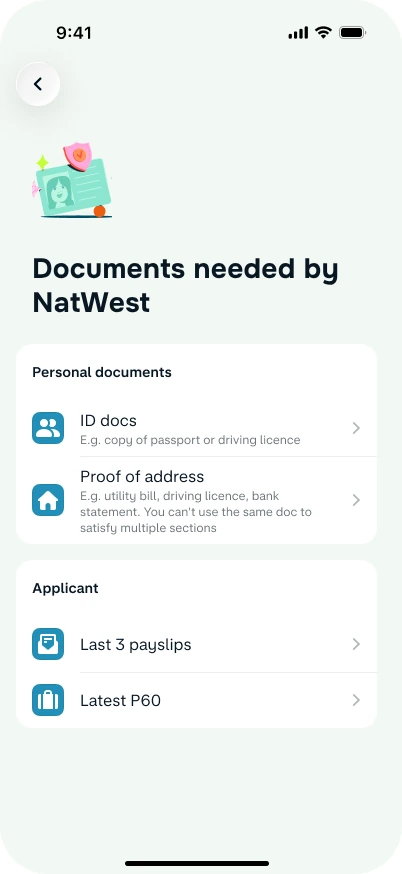 9:41
Documents needed by
NatWest
Personal documents
ID docs
E.g. copy of passport or driving licence
Proof of address
E.g. utility bill, driving licence, bank
statement. You can't use the same doc to
satisfy multiple sections
Applicant
Last 3 payslips
Latest P60